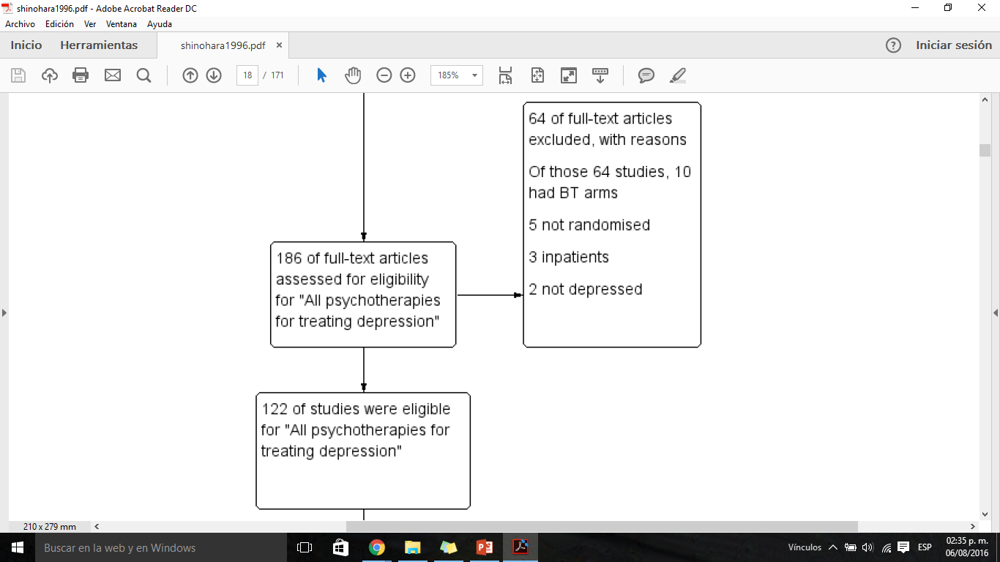 shinohara1996.pdf - Adobe Acrobat Reader DC
Archivo Edición Ver Ventana Ayuda
Inicio Herramientas shinohara1996.pdf × ? Iniciar sesión
18 / 171 185%
64 of full-text articles
excluded, with reasons
Of those 64 studies, 10
had BT arms
5 not randomised
3 inpatients
2 not depressed
186 of full-text articles
assessed for eligibility
for "All psychotherapies
for treating depression"
122 of studies were eligible
for "All psychotherapies for
treating depression"
210 x 279 mm
Buscar en la web y en Windows
Vínculos ESP
02:35 p. m.
06/08/2016